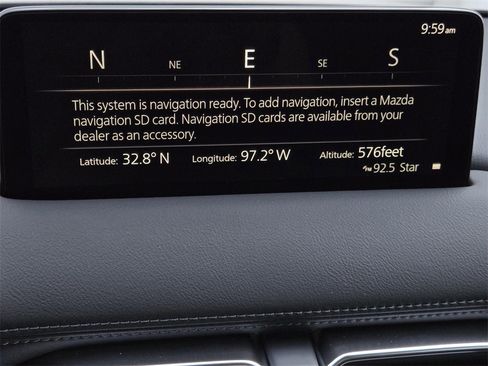 9:59am
N NE E SE S
This system is navigation ready. To add navigation, insert a Mazda
navigation SD card. Navigation SD cards are available from your
dealer as an accessory.
Latitude: 32.8° N Longitude: 97.2° W Altitude: 576feet
92.5 Star